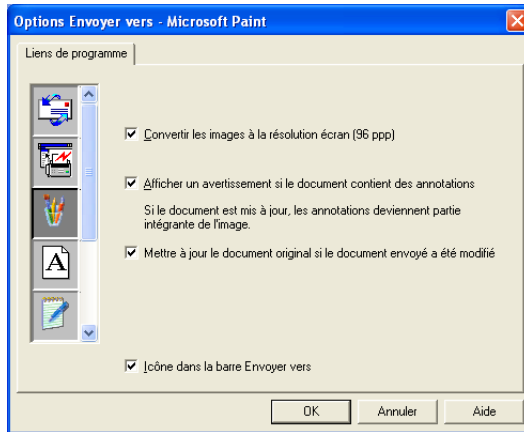 Options Envoyer vers - Microsoft Paint
Liens de programme
Convertir les images à la résolution écran (96 ppp)
Afficher un avertissement si le document contient des annotations
Si le document est mis à jour, les annotations deviennent partie
intégrante de l'image.
Mettre à jour le document original si le document envoyé a été modifié
A
Icône dans la barre Envoyer vers
OK Annuler Aide